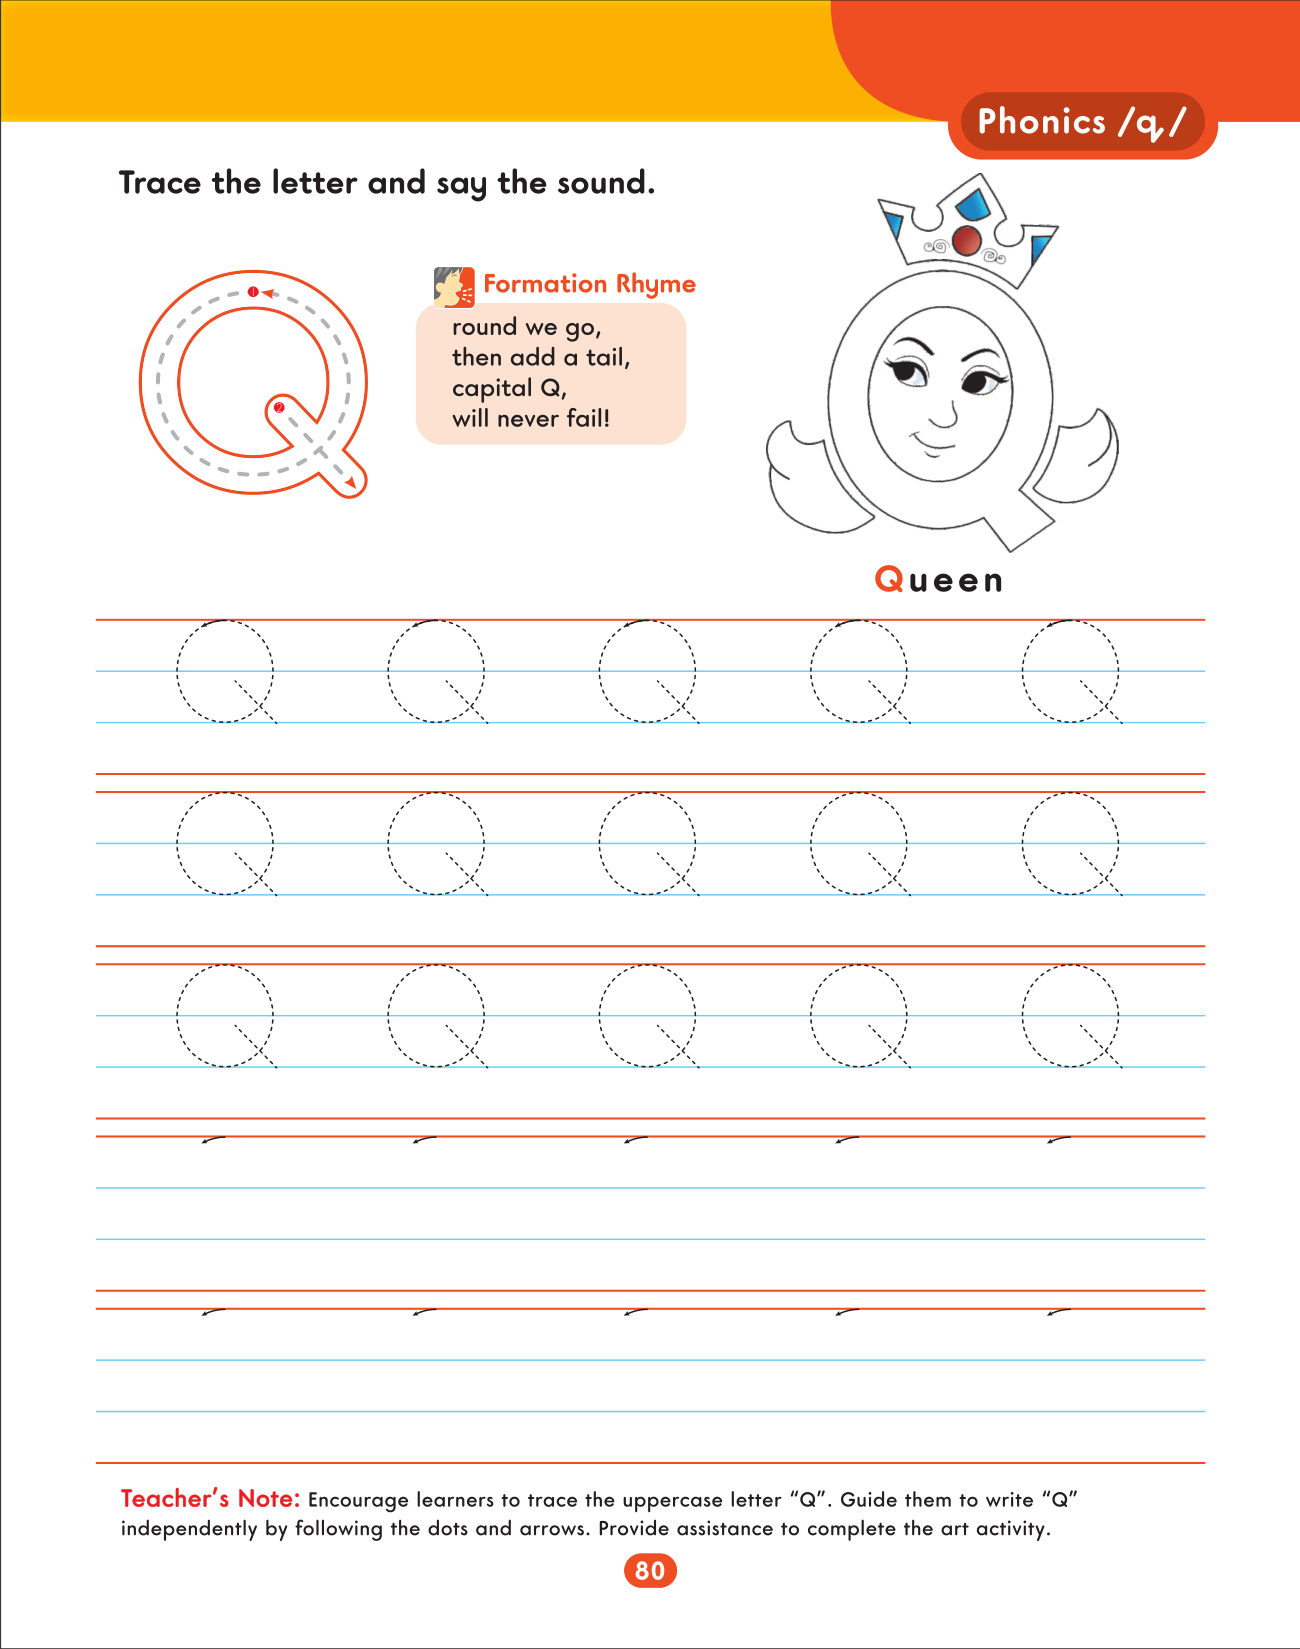 Phonics /q/
Trace the letter and say the sound.
Formation Rhyme
round we go,
then add a tail,
capital Q,
will never fail!
1
2
Queen
Q Q Q Q Q
Q Q Q Q Q
Q Q Q Q Q
Teacher's Note: Encourage learners to trace the uppercase letter “Q”. Guide them to write “Q”
independently by following the dots and arrows. Provide assistance to complete the art activity.
80